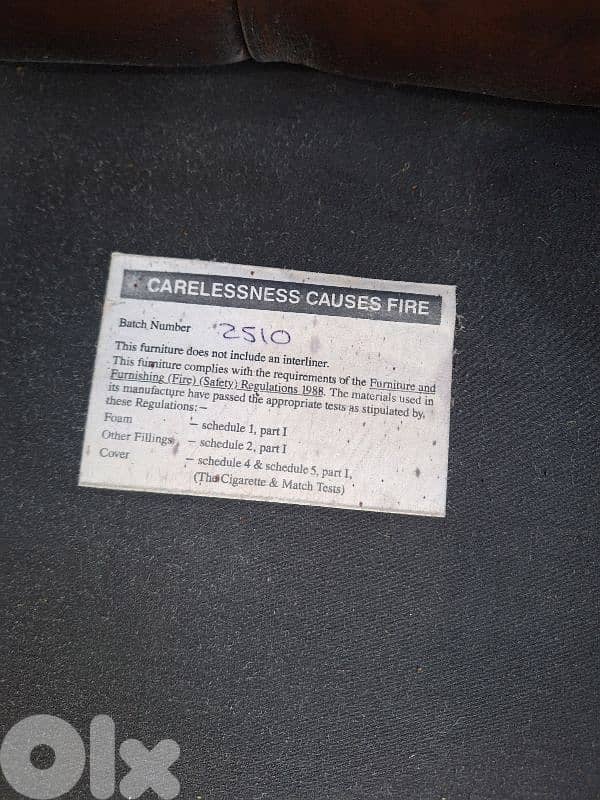 CARELESSNESS CAUSES FIRE
Batch Number 2510
This furniture does not include an interliner.
This furniture complies with the requirements of the Furniture and
Furnishing (Fire) (Safety) Regulations 1988. The materials used in
its manufacture have passed the appropriate tests as stipulated by,
these Regulations:–
Foam – schedule 1, part I
Other Fillings – schedule 2, part I
Cover – schedule 4 & schedule 5, part I,
(The Cigarette & Match Tests)
Olx